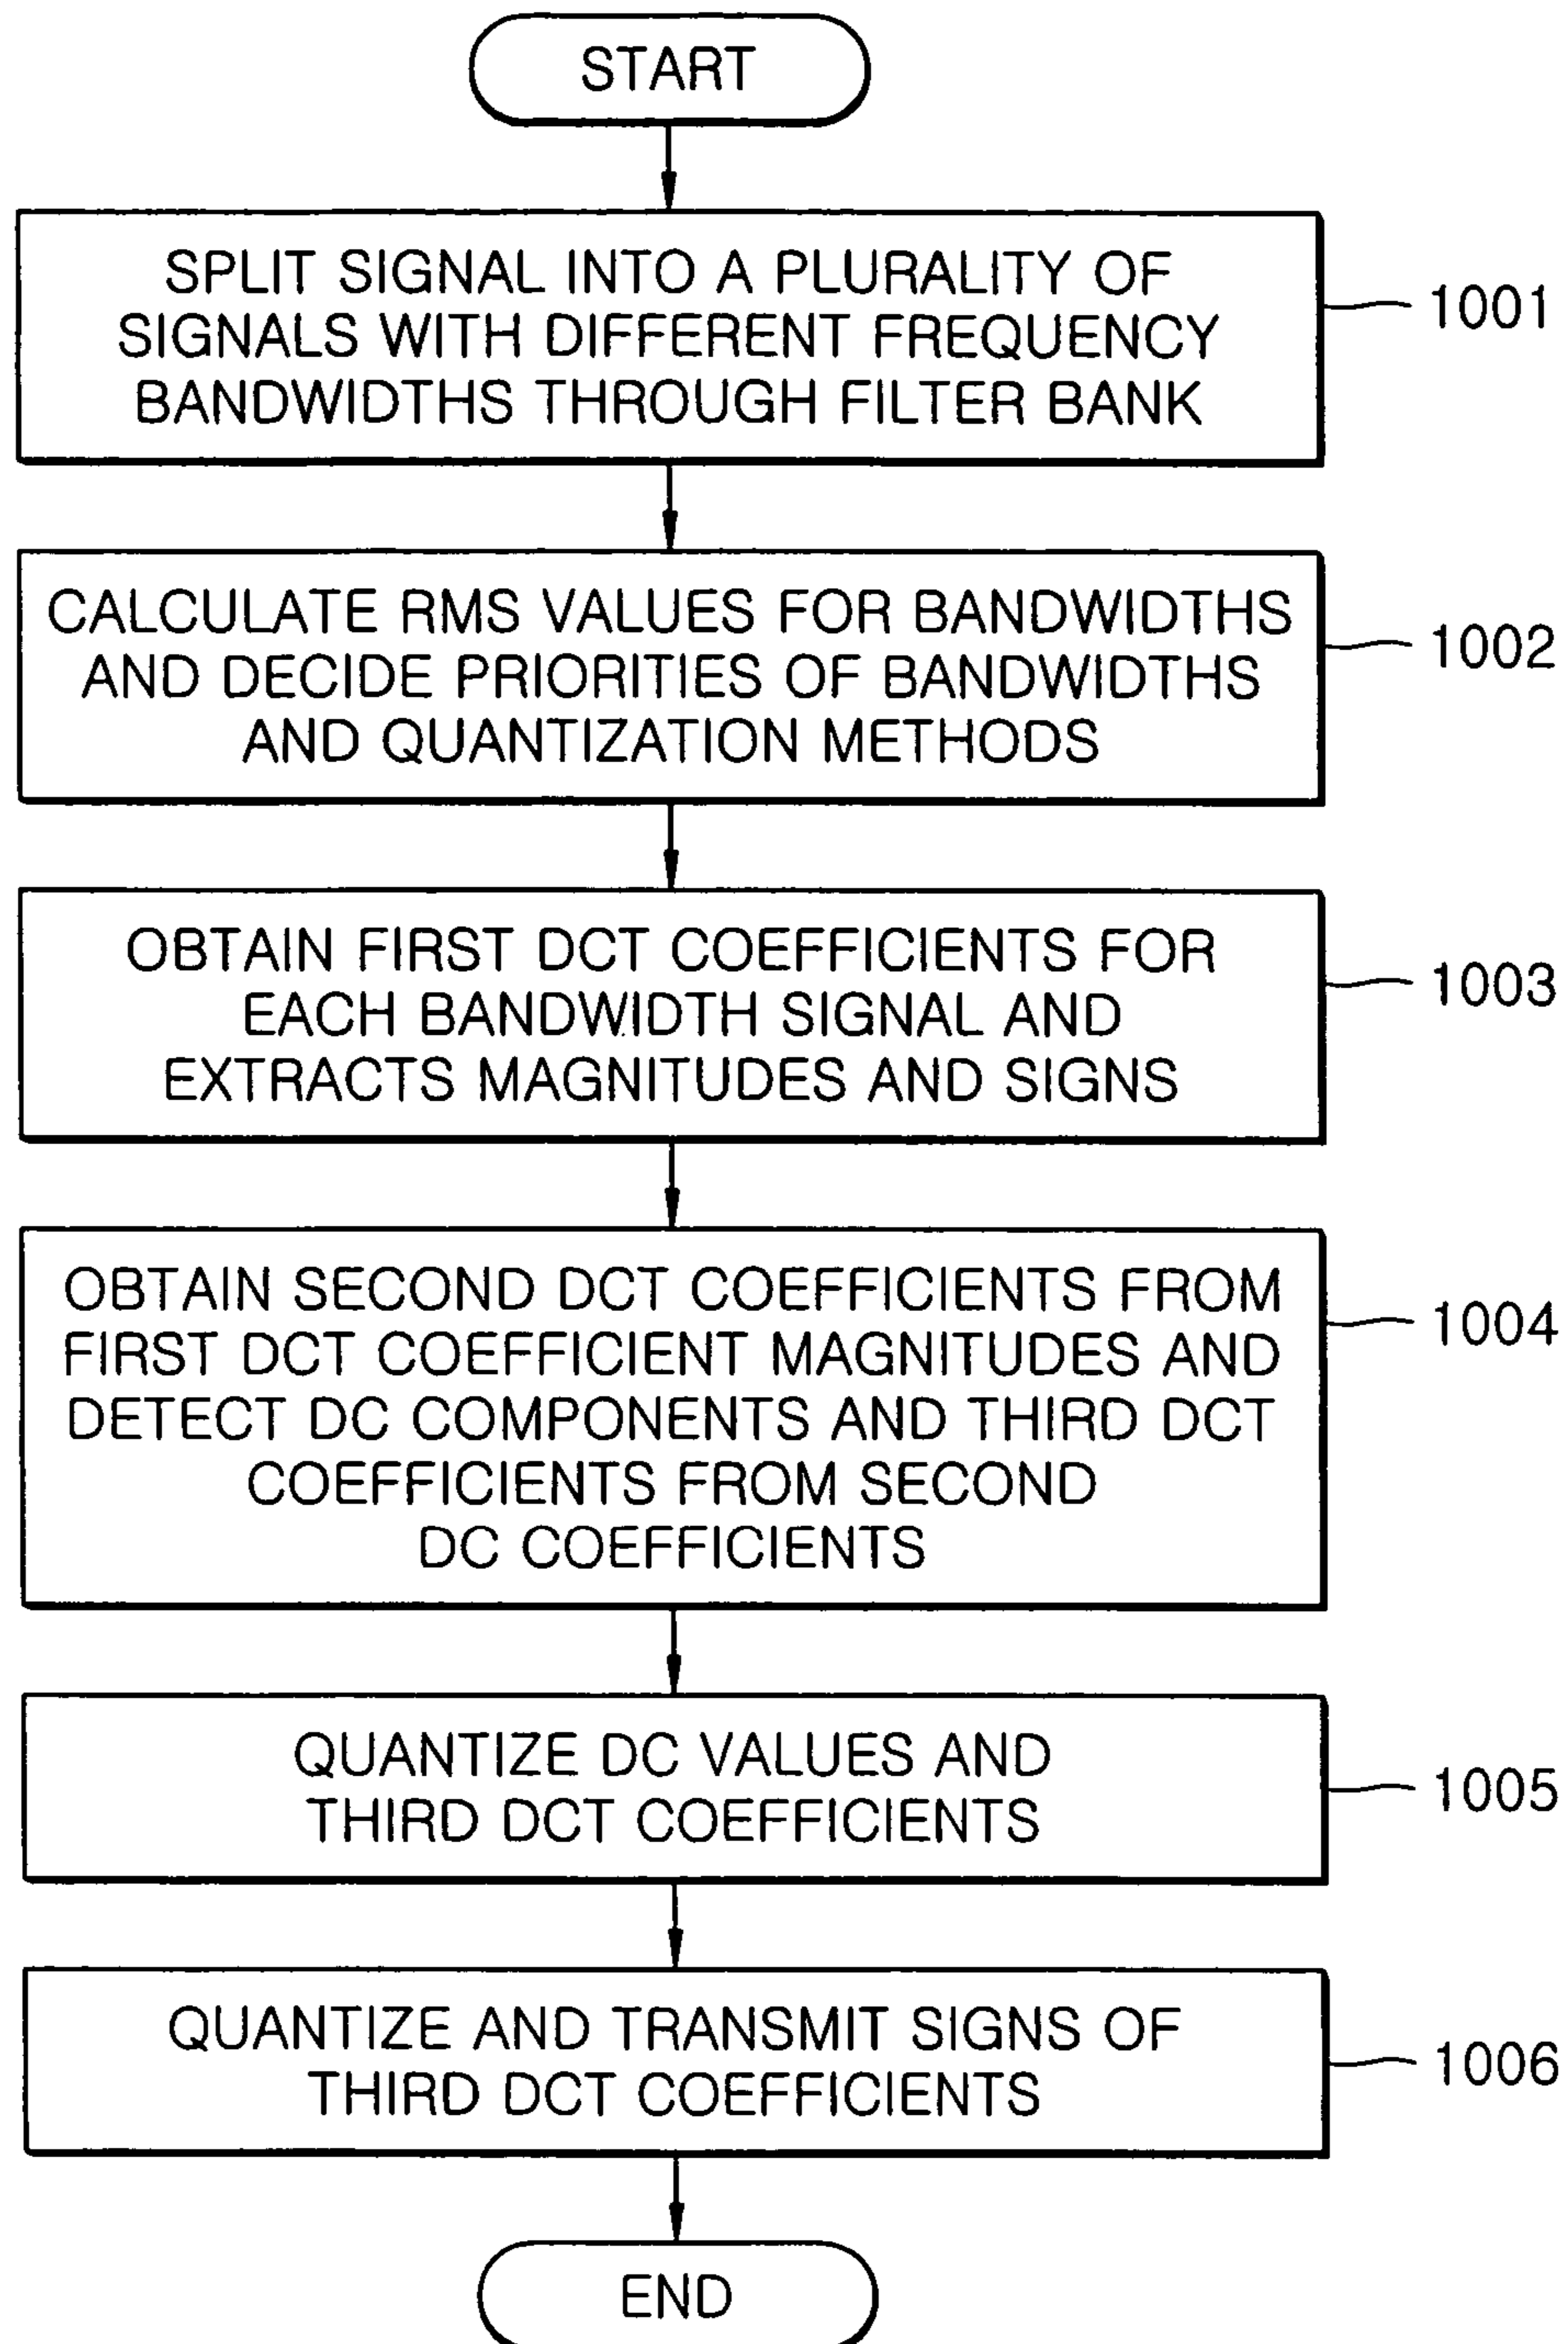 START
SPLIT SIGNAL INTO A PLURALITY OF
SIGNALS WITH DIFFERENT FREQUENCY
BANDWIDTHS THROUGH FILTER BANK
1001
CALCULATE RMS VALUES FOR BANDWIDTHS
AND DECIDE PRIORITIES OF BANDWIDTHS
AND QUANTIZATION METHODS
1002
OBTAIN FIRST DCT COEFFICIENTS FOR
EACH BANDWIDTH SIGNAL AND
EXTRACTS MAGNITUDES AND SIGNS
1003
OBTAIN SECOND DCT COEFFICIENTS FROM
FIRST DCT COEFFICIENT MAGNITUDES AND
DETECT DC COMPONENTS AND THIRD DCT
COEFFICIENTS FROM SECOND
DC COEFFICIENTS
1004
QUANTIZE DC VALUES AND
THIRD DCT COEFFICIENTS
1005
QUANTIZE AND TRANSMIT SIGNS OF
THIRD DCT COEFFICIENTS
1006
END